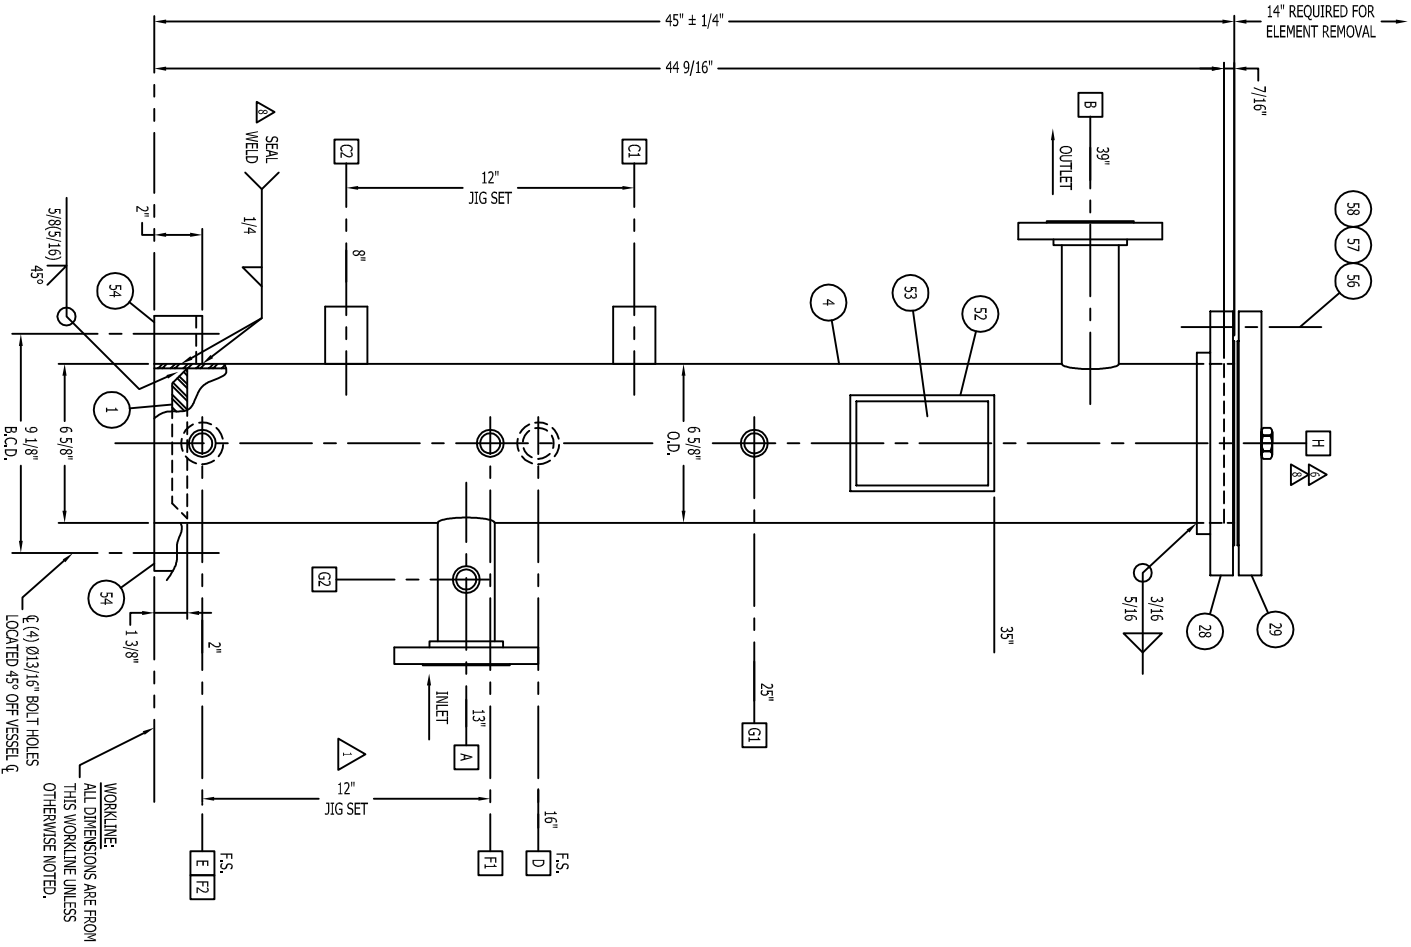 45" ± 1/4"
14" REQUIRED FOR
ELEMENT REMOVAL
44 9/16"
7/16"
B
39"
OUTLET
58
57
56
8
SEAL
WELD
C2
C1
12"
JIG SET
1/4
8"
2"
5/8(5/16)
45°
54
53
52
4
H
6
8
1
6 5/8"
O.D.
6 5/8"
9 1/8"
B.C.D.
54
1 3/8"
2"
G2
INLET
13"
A
35"
25"
G1
3/16
5/16
28
29
℄ (4) Ø13/16" BOLT HOLES
LOCATED 45° OFF VESSEL ℄
1
12"
JIG SET
16"
WORKLINE:
ALL DIMENSIONS ARE FROM
THIS WORKLINE UNLESS
OTHERWISE NOTED.
F.S.
E
F2
F1
F.S.
D